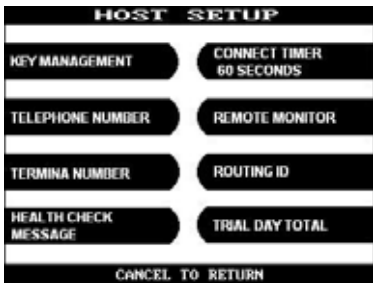 HOST SETUP
KEY MANAGEMENT
CONNECT TIMER
60 SECONDS
TELEPHONE NUMBER
REMOTE MONITOR
TERMINA NUMBER
ROUTING ID
HEALTH CHECK
MESSAGE
TRIAL DAY TOTAL
CANCEL TO RETURN